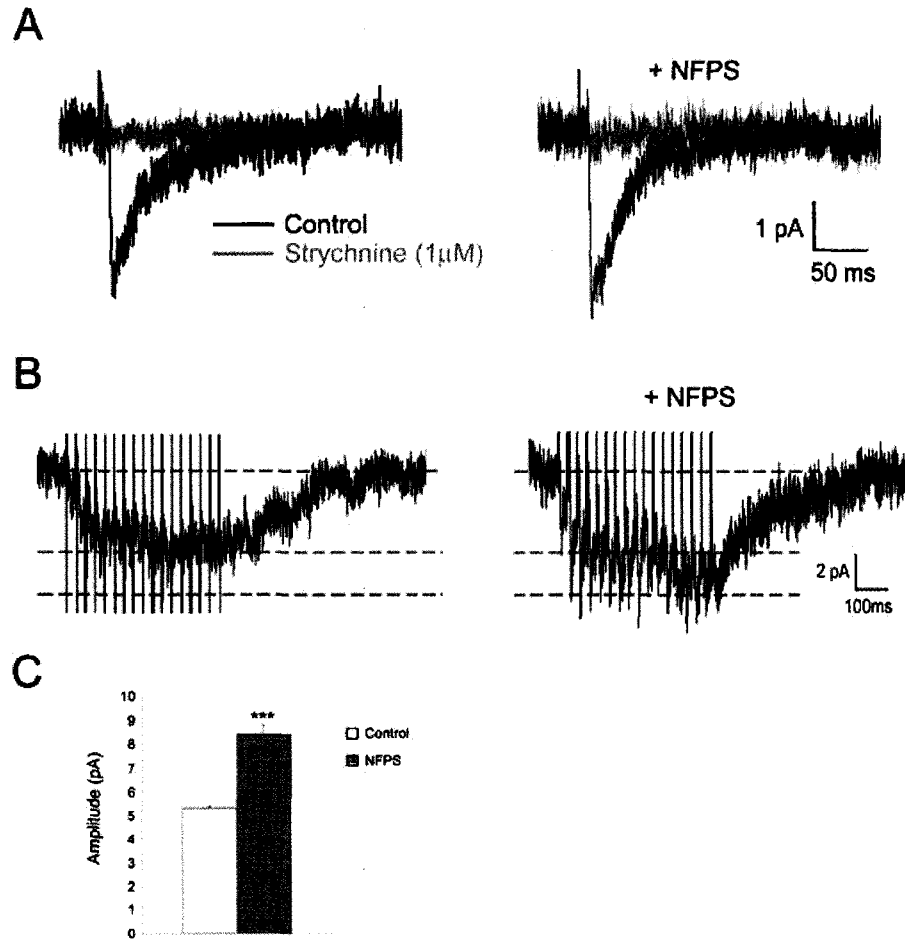 A
+ NFPS
Control
Strychnine (1μM)
1 pA
50 ms
B
+ NFPS
2 pA
100ms
C
10
9
8
7
6
5
4
3
2
1
0
Amplitude (pA)
***
Control
NFPS